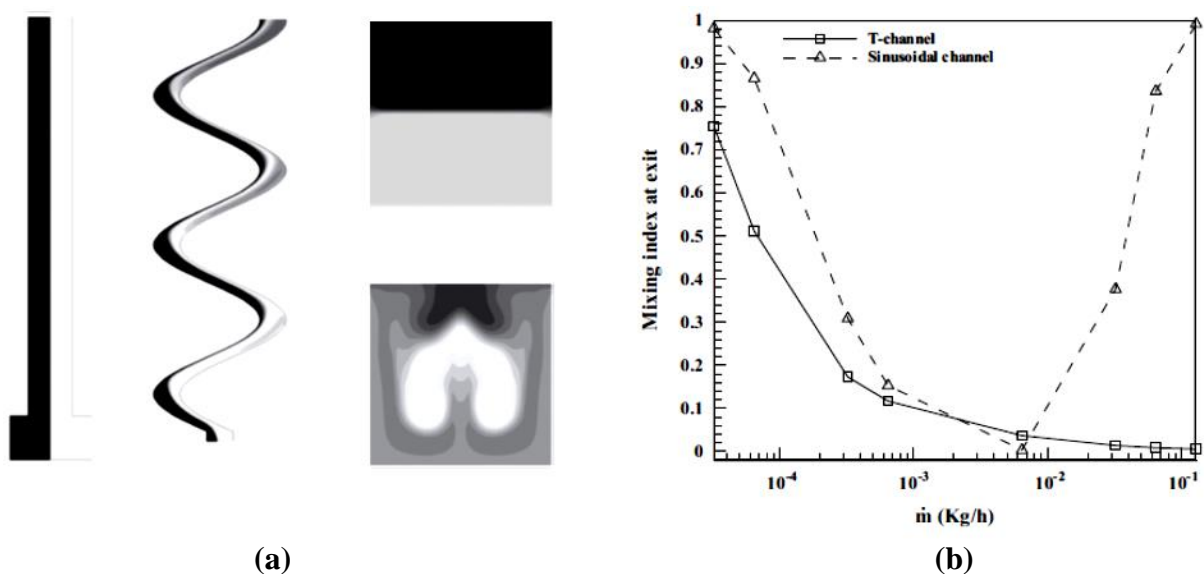 1
0.9
0.8
0.7
0.6
0.5
0.4
0.3
0.2
0.1
0
Mixing index at exit
T-channel
Sinusoidal channel
10-4
10-3
10-2
10-1
ṁ (Kg/h)
(a)
(b)